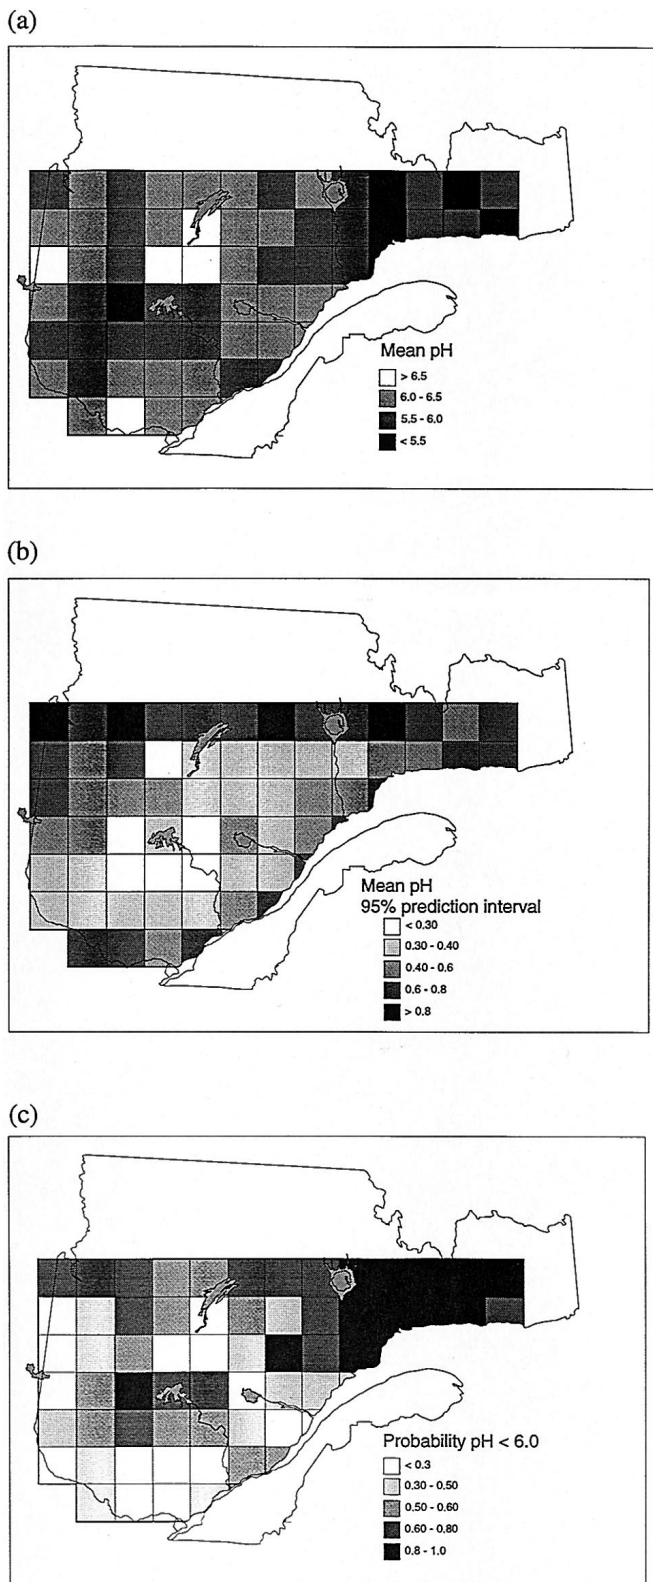 (a)
Mean pH
> 6.5
6.0 - 6.5
5.5 - 6.0
< 5.5
(b)
Mean pH
95% prediction interval
< 0.30
0.30 - 0.40
0.40 - 0.6
0.6 - 0.8
> 0.8
(c)
Probability pH < 6.0
< 0.3
0.30 - 0.50
0.50 - 0.60
0.60 - 0.80
0.8 - 1.0